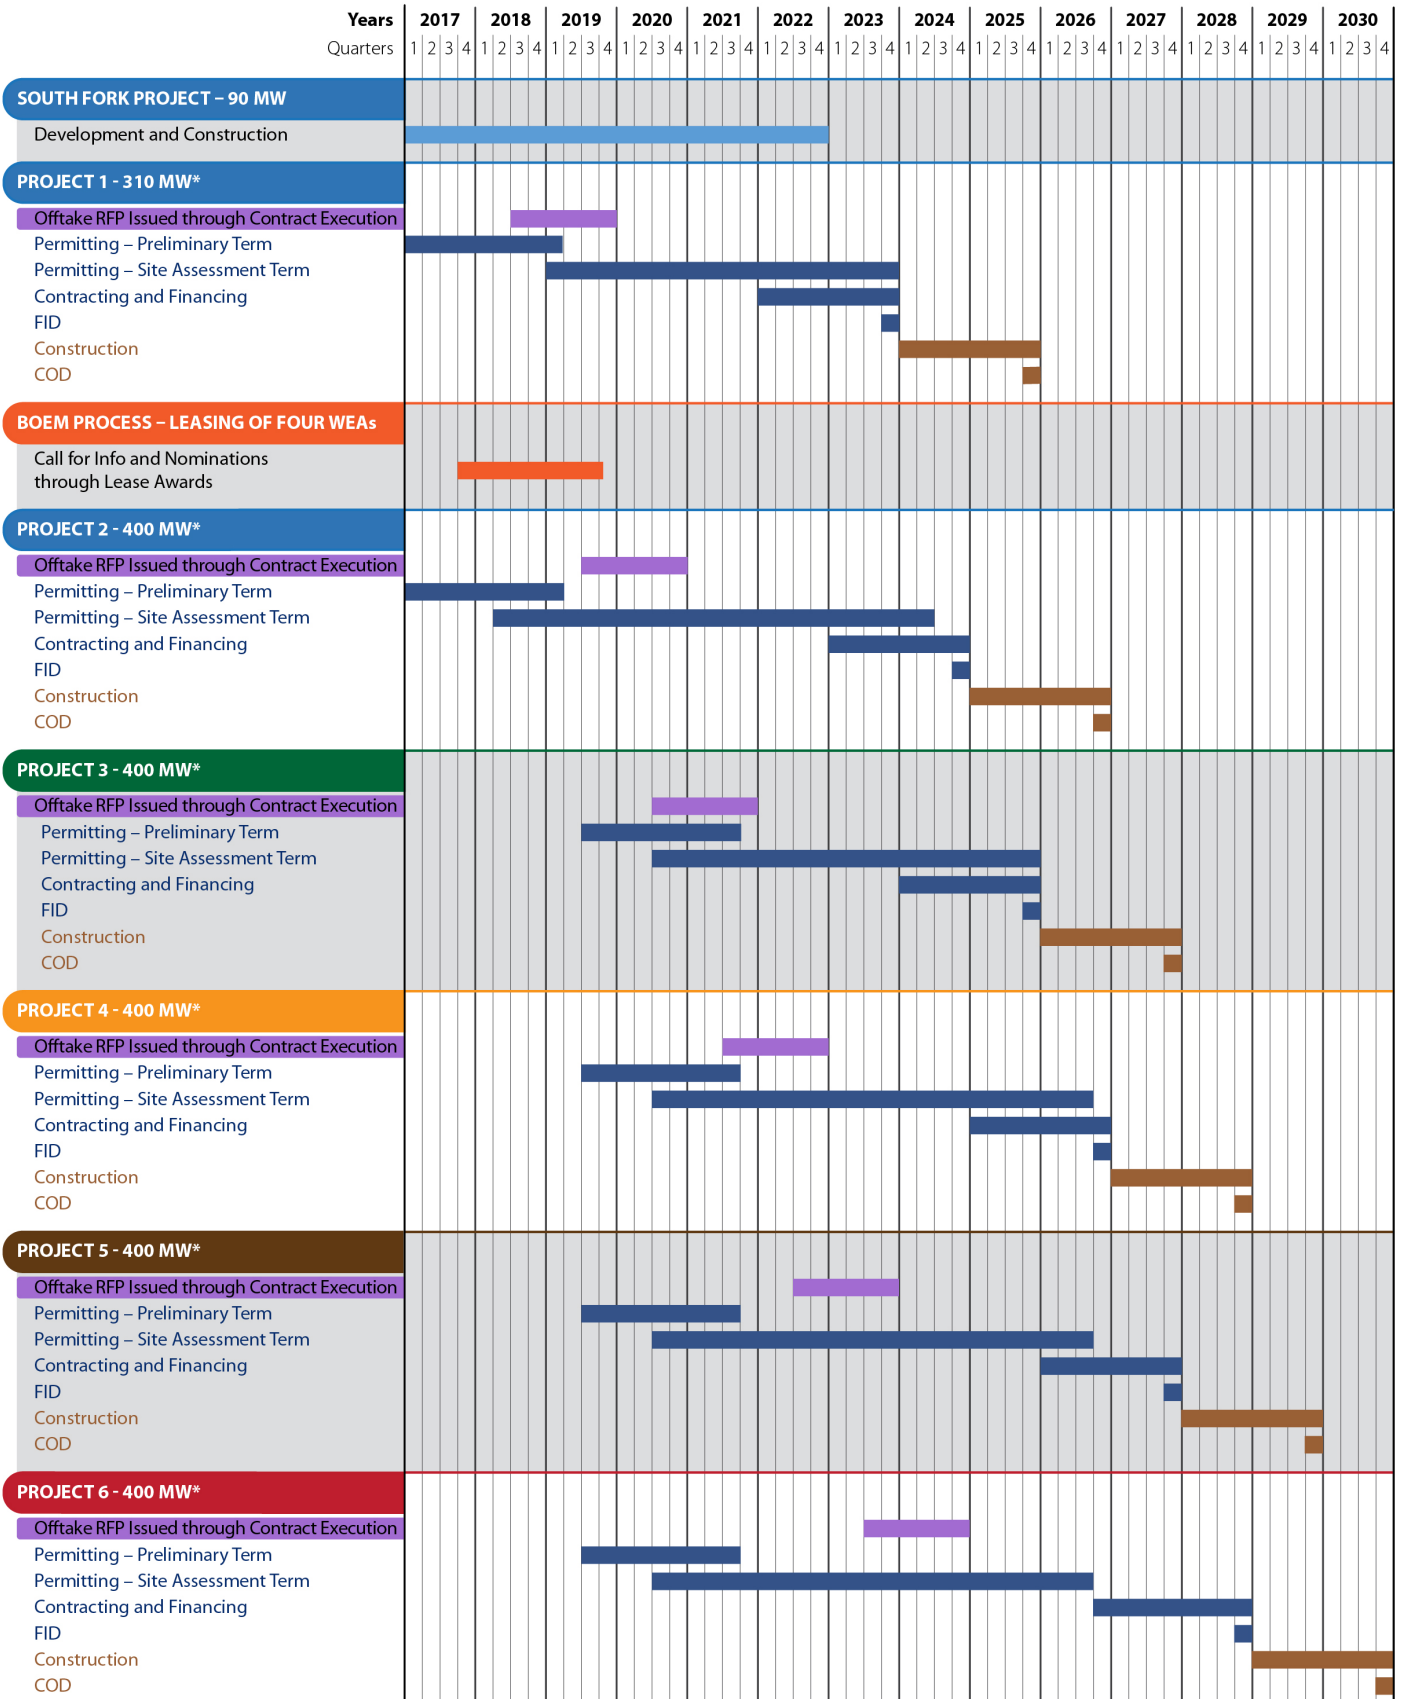 Years 2017 2018 2019 2020 2021 2022 2023 2024 2025 2026 2027 2028 2029 2030
Quarters 1 2 3 4 1 2 3 4 1 2 3 4 1 2 3 4 1 2 3 4 1 2 3 4 1 2 3 4 1 2 3 4 1 2 3 4 1 2 3 4 1 2 3 4 1 2 3 4 1 2 3 4 1 2 3 4
SOUTH FORK PROJECT – 90 MW
Development and Construction
PROJECT 1 - 310 MW*
Offtake RFP Issued through Contract Execution
Permitting – Preliminary Term
Permitting – Site Assessment Term
Contracting and Financing
FID
Construction
COD
BOEM PROCESS – LEASING OF FOUR WEAs
Call for Info and Nominations
through Lease Awards
PROJECT 2 - 400 MW*
Offtake RFP Issued through Contract Execution
Permitting – Preliminary Term
Permitting – Site Assessment Term
Contracting and Financing
FID
Construction
COD
PROJECT 3 - 400 MW*
Offtake RFP Issued through Contract Execution
Permitting – Preliminary Term
Permitting – Site Assessment Term
Contracting and Financing
FID
Construction
COD
PROJECT 4 - 400 MW*
Offtake RFP Issued through Contract Execution
Permitting – Preliminary Term
Permitting – Site Assessment Term
Contracting and Financing
FID
Construction
COD
PROJECT 5 - 400 MW*
Offtake RFP Issued through Contract Execution
Permitting – Preliminary Term
Permitting – Site Assessment Term
Contracting and Financing
FID
Construction
COD
PROJECT 6 - 400 MW*
Offtake RFP Issued through Contract Execution
Permitting – Preliminary Term
Permitting – Site Assessment Term
Contracting and Financing
FID
Construction
COD